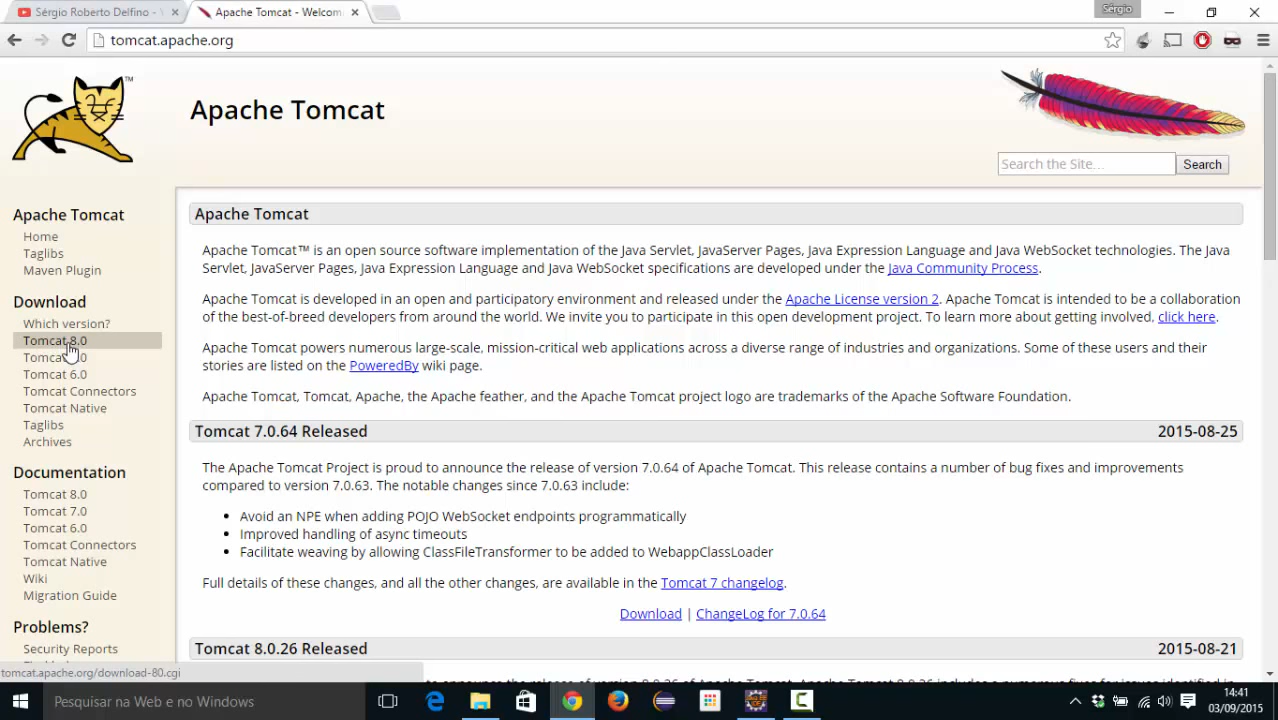 Sérgio Roberto Delfino - V
Apache Tomcat - Welcom
Sérgio
tomcat.apache.org
TM
Apache Tomcat
Search the Site...
Search
Apache Tomcat
Home
Taglibs
Maven Plugin
Download
Which version?
Tomcat 8.0
Tomcat 7.0
Tomcat 6.0
Tomcat Connectors
Tomcat Native
Taglibs
Archives
Documentation
Tomcat 8.0
Tomcat 7.0
Tomcat 6.0
Tomcat Connectors
Tomcat Native
Wiki
Migration Guide
Problems?
Security Reports
Apache Tomcat
Apache Tomcat™ is an open source software implementation of the Java Servlet, JavaServer Pages, Java Expression Language and Java WebSocket technologies. The Java
Servlet, JavaServer Pages, Java Expression Language and Java WebSocket specifications are developed under the Java Community Process.
Apache Tomcat is developed in an open and participatory environment and released under the Apache License version 2. Apache Tomcat is intended to be a collaboration
of the best-of-breed developers from around the world. We invite you to participate in this open development project. To learn more about getting involved, click here.
Apache Tomcat powers numerous large-scale, mission-critical web applications across a diverse range of industries and organizations. Some of these users and their
stories are listed on the PoweredBy wiki page.
Apache Tomcat, Tomcat, Apache, the Apache feather, and the Apache Tomcat project logo are trademarks of the Apache Software Foundation.
Tomcat 7.0.64 Released 2015-08-25
The Apache Tomcat Project is proud to announce the release of version 7.0.64 of Apache Tomcat. This release contains a number of bug fixes and improvements
compared to version 7.0.63. The notable changes since 7.0.63 include:
• Avoid an NPE when adding POJO WebSocket endpoints programmatically
• Improved handling of async timeouts
• Facilitate weaving by allowing ClassFileTransformer to be added to WebappClassLoader
Full details of these changes, and all the other changes, are available in the Tomcat 7 changelog.
Download | ChangeLog for 7.0.64
Tomcat 8.0.26 Released 2015-08-21
tomcat.apache.org/download-80.cgi
Pesquisar na Web e no Windows
14:41
03/09/2015